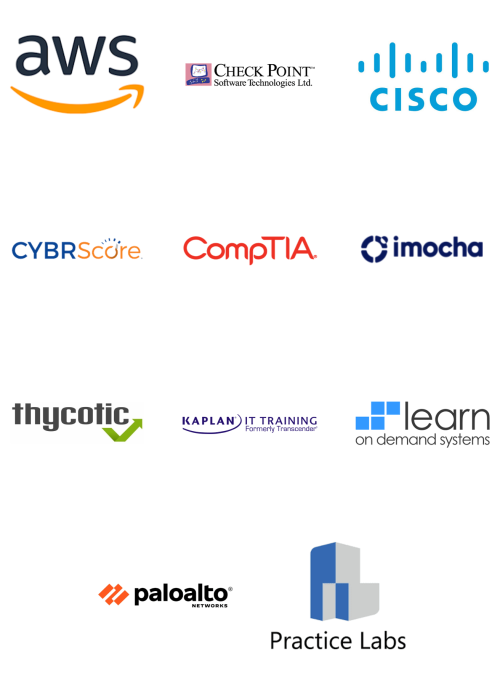 aws
CHECK POINT™
Software Technologies Ltd.
CISCO
CYBRScore.
CompTIA.
imocha
thycotic
KAPLAN IT TRAINING
Formerly Transcender®
learn
on demand systems
paloalto®
NETWORKS
Practice Labs